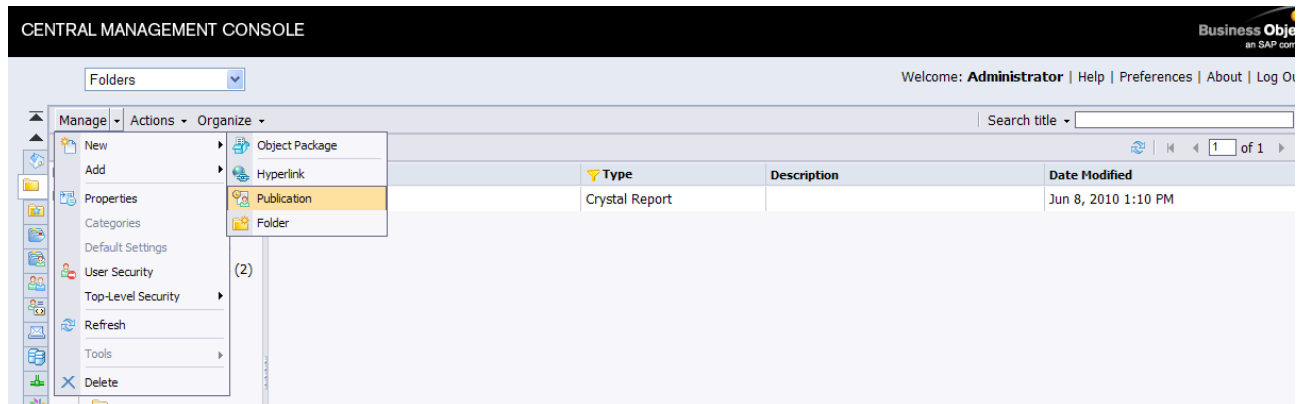 CENTRAL MANAGEMENT CONSOLE
Business Obje
an SAP com
Folders
Welcome: Administrator | Help | Preferences | About | Log Ou
Manage Actions Organize Search title
New Object Package 1 of 1
Add Hyperlink Type Description Date Modified
Properties Publication Crystal Report Jun 8, 2010 1:10 PM
Categories Folder
Default Settings
User Security (2)
Top-Level Security
Refresh
Tools
Delete